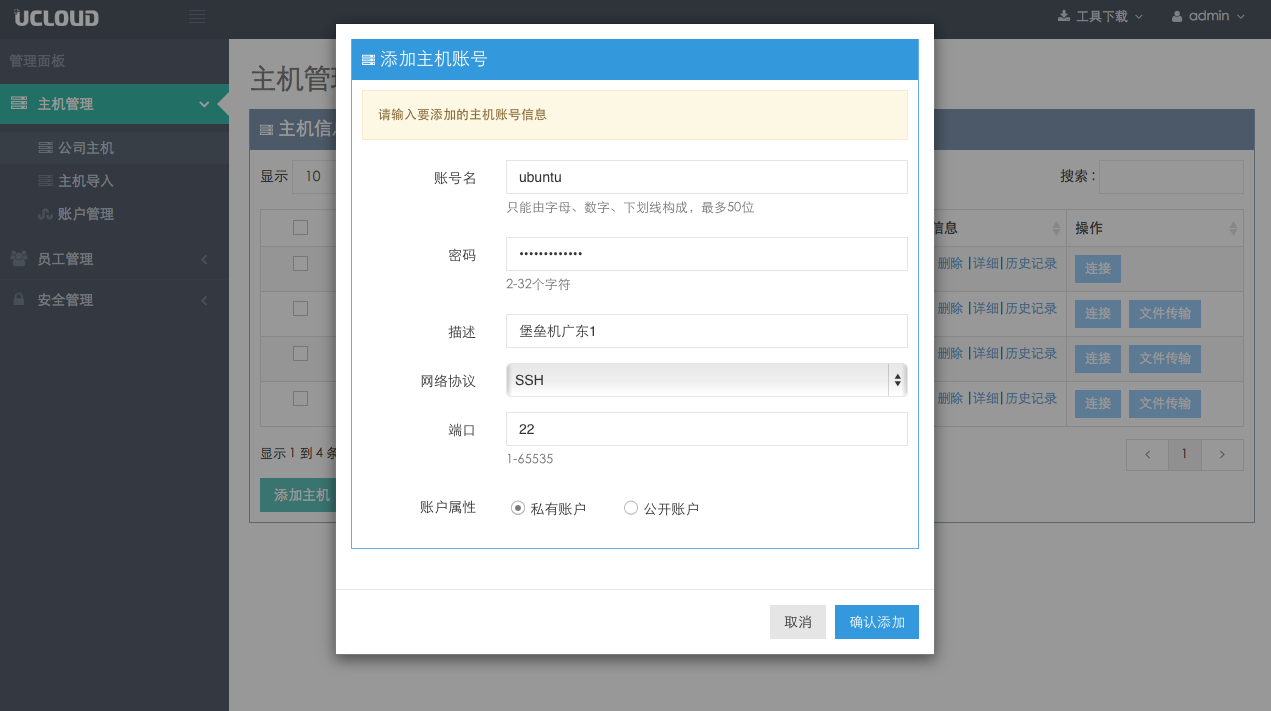 UCLOUD
工具下载
admin
管理面板
主机管理
公司主机
主机导入
账户管理
员工管理
安全管理
主机管
主机信
显示 10
搜索 :
信息 操作
删除 |详细|历史记录 连接
删除 |详细|历史记录 连接 文件传输
删除 |详细|历史记录 连接 文件传输
删除 |详细|历史记录 连接 文件传输
显示 1 到 4 条
1
添加主机
添加主机账号
请输入要添加的主机账号信息
账号名 ubuntu
只能由字母、数字、下划线构成，最多50位
密码 •••••••••••••
2-32个字符
描述 堡垒机广东1
网络协议 SSH
端口 22
1-65535
账户属性 私有账户 公开账户
取消 确认添加